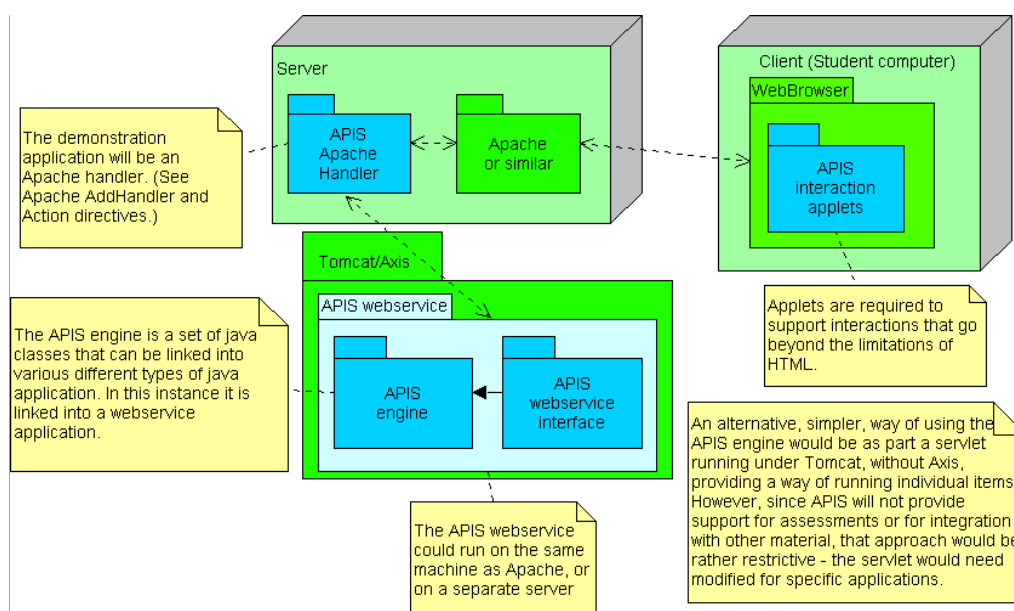 Server
APIS
Apache
Handler
Apache
or similar
Client (Student computer)
WebBrowser
APIS
interaction
applets
The demonstration
application will be an
Apache handler. (See
Apache AddHandler and
Action directives.)
Tomcat/Axis
APIS webservice
APIS
engine
APIS
webservice
interface
The APIS engine is a set of java
classes that can be linked into
various different types of java
application. In this instance it is
linked into a webservice
application.
Applets are required to
support interactions that go
beyond the limitations of
HTML.
An alternative, simpler, way of using the
APIS engine would be as part a servlet
running under Tomcat, without Axis,
providing a way of running individual items
However, since APIS will not provide
support for assessments or for integration
with other material, that approach would be
rather restrictive - the servlet would need
modified for specific applications.
The APIS webservice
could run on the same
machine as Apache, or
on a separate server